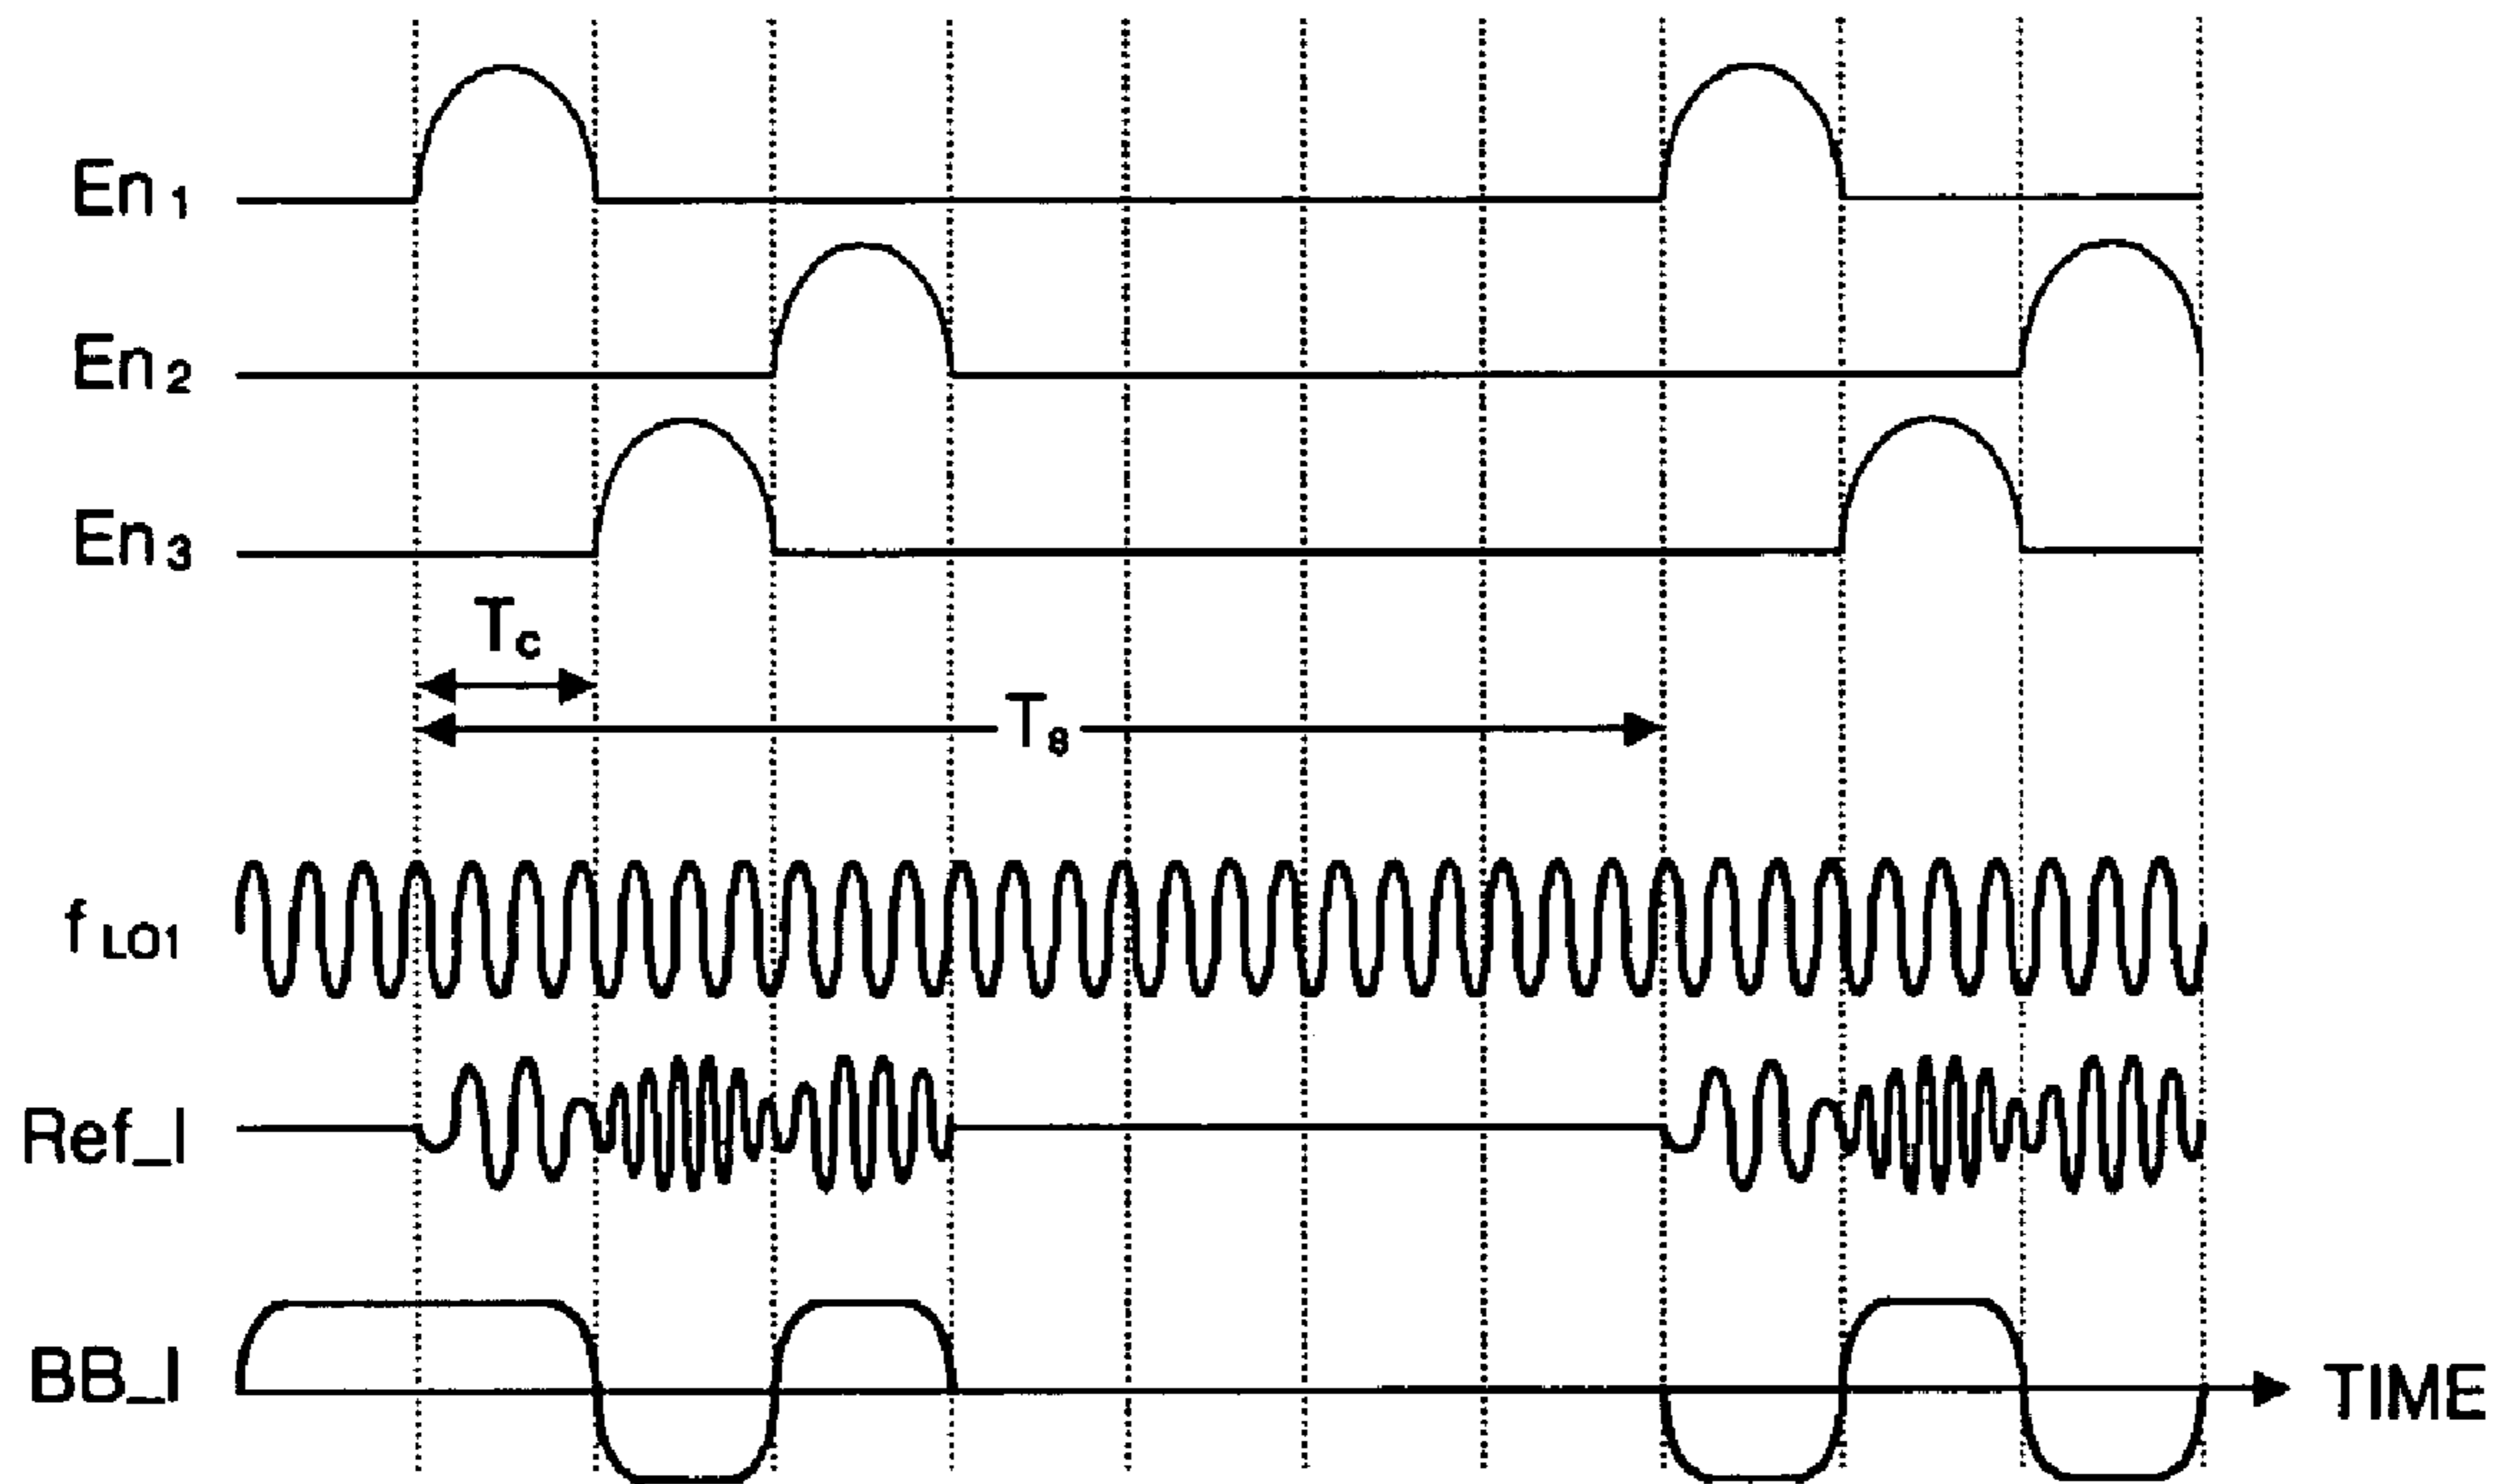 En1
En2
En3
Tc
Ts
fLO1
Ref_I
BB_I
TIME